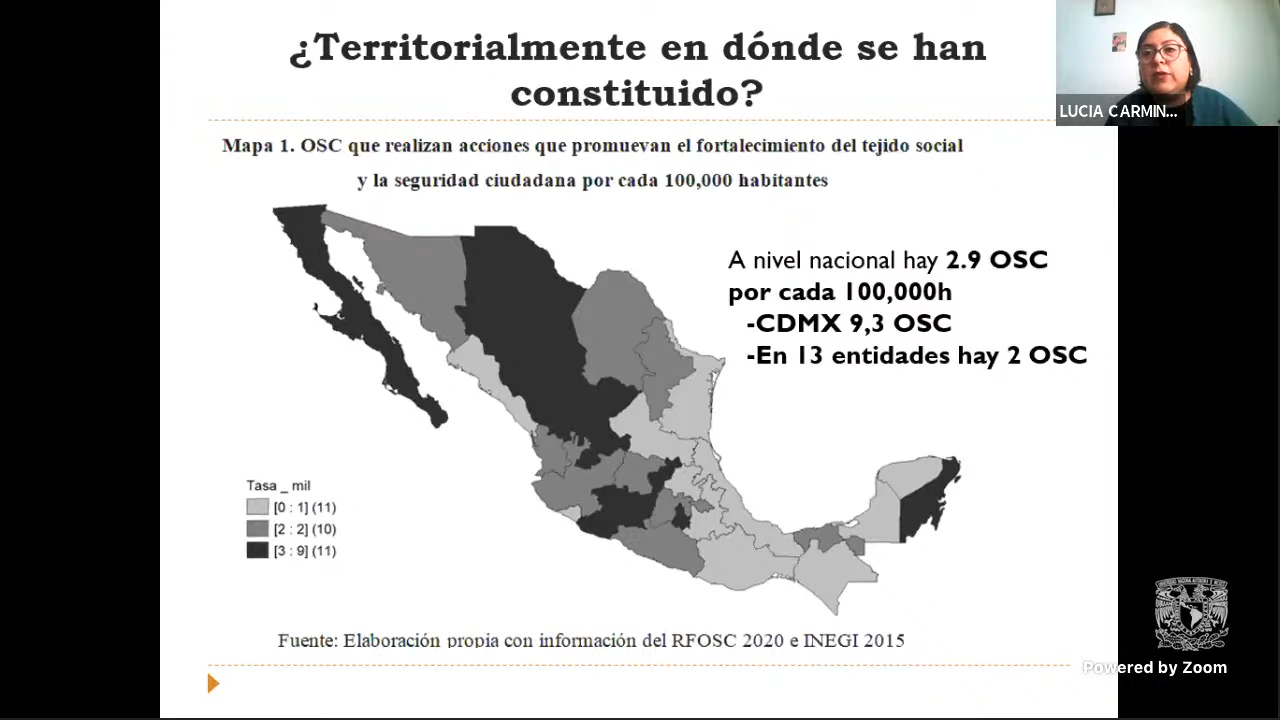 ¿Territorialmente en dónde se han
constituido?
LUCIA CARMIN...
Mapa 1. OSC que realizan acciones que promuevan el fortalecimiento del tejido social
y la seguridad ciudadana por cada 100,000 habitantes
A nivel nacional hay 2.9 OSC
por cada 100,000h
-CDMX 9,3 OSC
-En 13 entidades hay 2 OSC
Tasa _ mil
[0 : 1] (11)
[2 : 2] (10)
[3 : 9] (11)
Fuente: Elaboración propia con información del RFOSC 2020 e INEGI 2015
Powered by Zoom